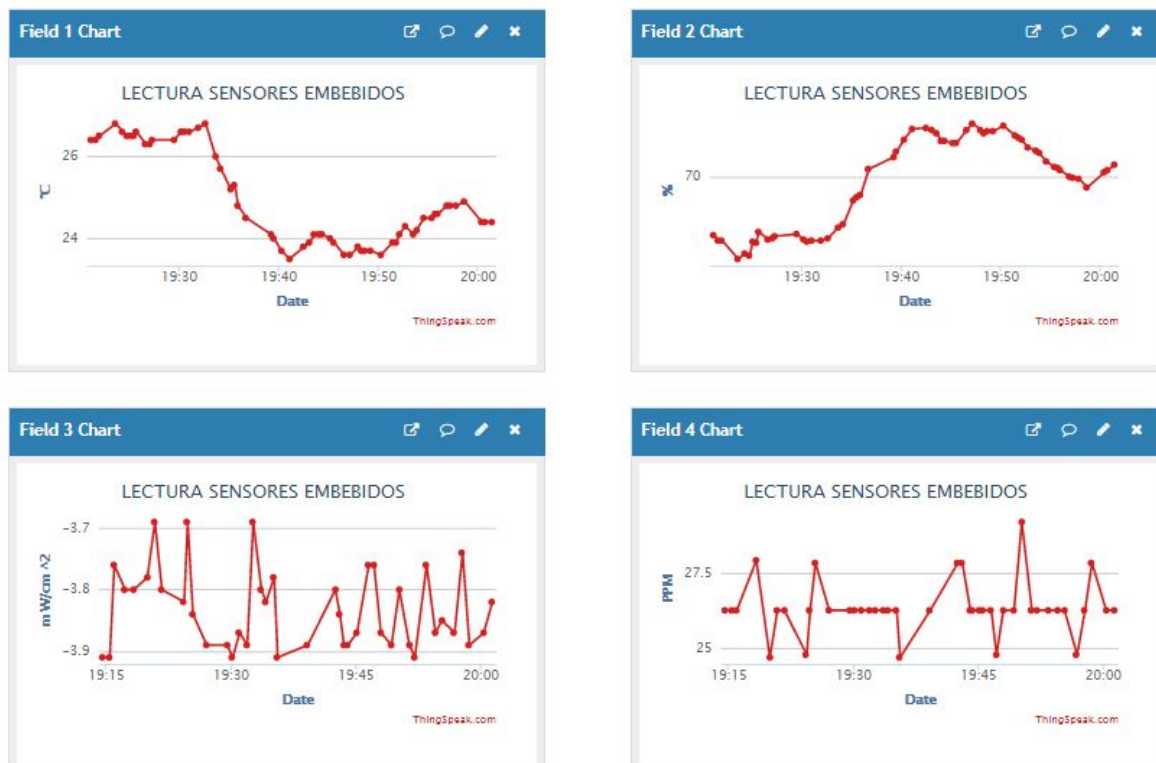 Field 1 Chart
LECTURA SENSORES EMBEBIDOS
26
24
°C
19:30 19:40 19:50 20:00
Date
ThingSpeak.com
Field 2 Chart
LECTURA SENSORES EMBEBIDOS
70
%
19:30 19:40 19:50 20:00
Date
ThingSpeak.com
Field 3 Chart
LECTURA SENSORES EMBEBIDOS
-3.7
-3.8
-3.9
mW/cm ^2
19:15 19:30 19:45 20:00
Date
ThingSpeak.com
Field 4 Chart
LECTURA SENSORES EMBEBIDOS
27.5
25
PPM
19:15 19:30 19:45 20:00
Date
ThingSpeak.com